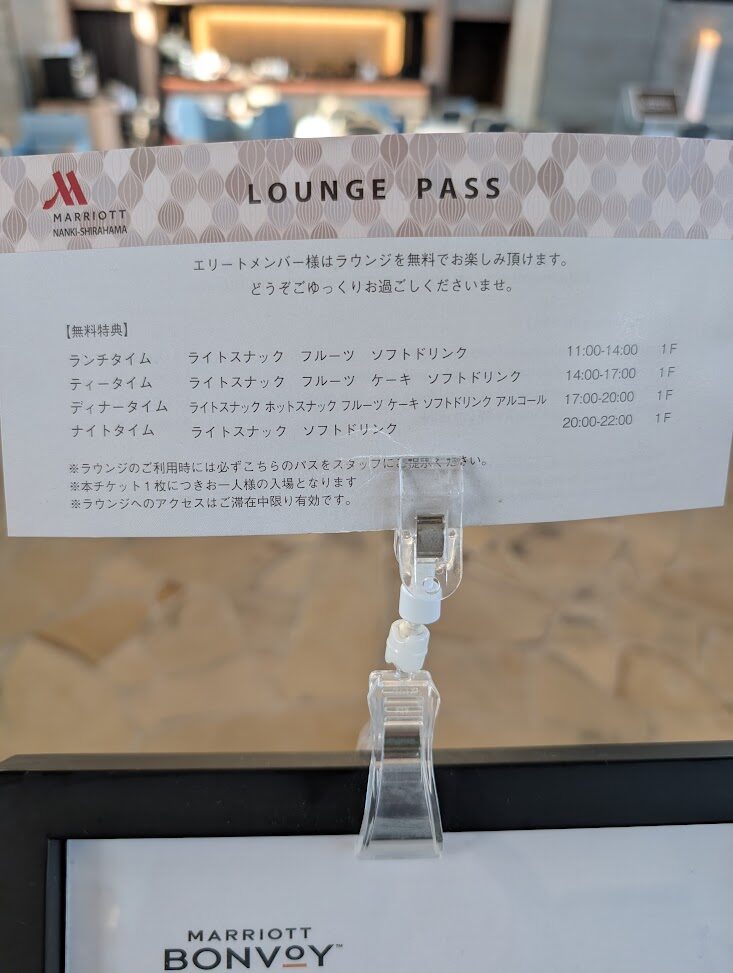 LOUNGE PASS
MARRIOTT
NANKI-SHIRAHAMA
エリートメンバー様はラウンジを無料でお楽しみ頂けます。
どうぞごゆっくりお過ごしくださいませ。
【無料特典】
ランチタイム ライトスナック フルーツ ソフトドリンク 11:00-14:00 1F
ティータイム ライトスナック フルーツ ケーキ ソフトドリンク 14:00-17:00 1F
ディナータイム ライトスナック ホットスナック フルーツ ケーキ ソフトドリンク アルコール 17:00-20:00 1F
ナイトタイム ライトスナック ソフトドリンク 20:00-22:00 1F
※ラウンジのご利用時には必ずこちらのパスをスタッフにご提示ください。
※本チケット1枚につきお一人様の入場となります
※ラウンジへのアクセスはご滞在中限り有効です。
MARRIOTT
BONVOY™